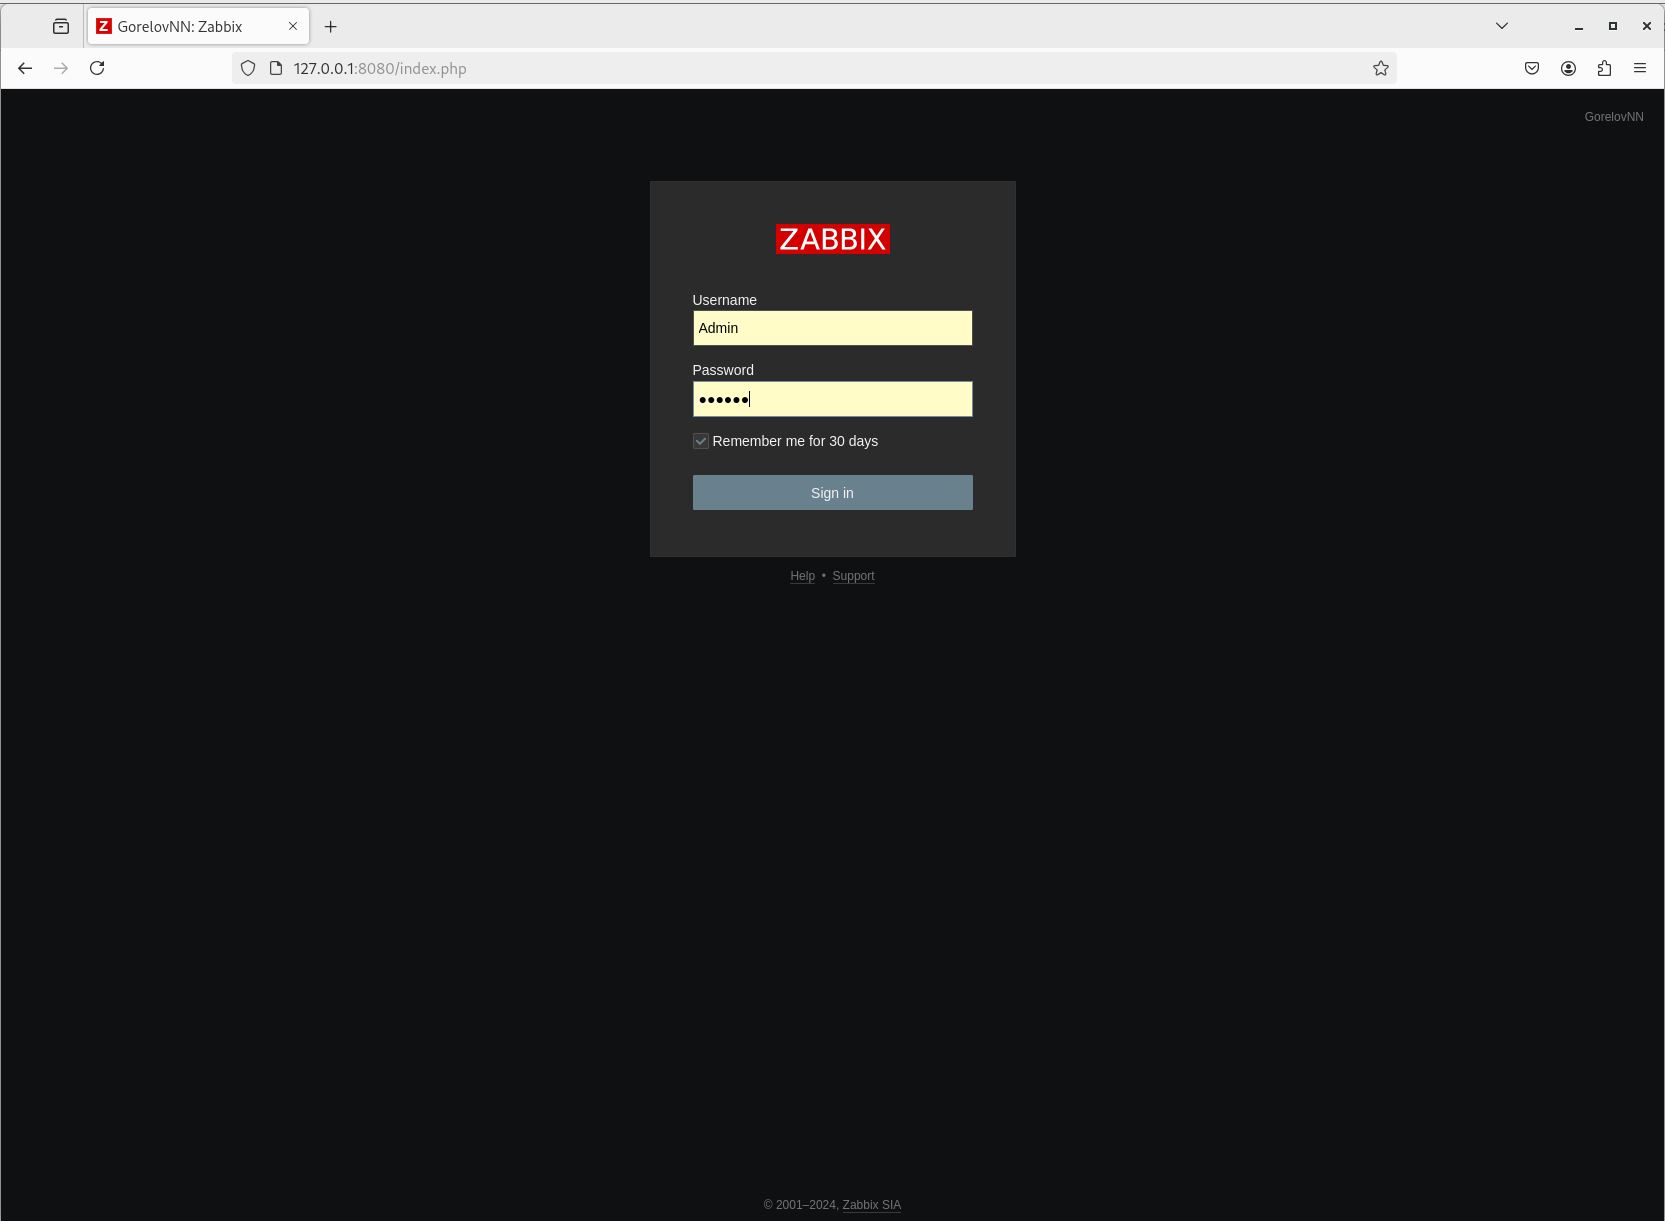 GorelovNN: Zabbix
127.0.0.1:8080/index.php
GorelovNN
ZABBIX
Username
Admin
Password
••••••
Remember me for 30 days
Sign in
Help • Support
© 2001–2024, Zabbix SIA